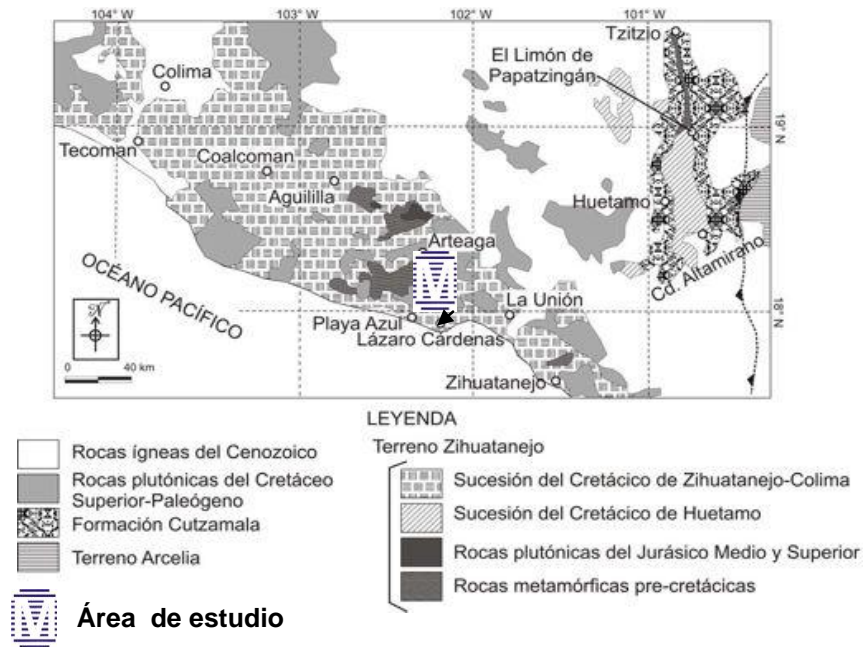 104° W
103° W
102° W
101° W
Tzitzio
Colima
El Limón de
Papatzingán
19° N
Tecoman
Coalcoman
Aguililla
Huetamo
Arteaga
Cd. Altamirano
OCÉANO PACÍFICO
M
La Unión
18° N
N
Playa Azul
Lázaro Cárdenas
0 40 km
Zihuatanejo
LEYENDA
Rocas ígneas del Cenozoico
Rocas plutónicas del Cretáceo
Superior-Paleógeno
Formación Cutzamala
Terreno Arcelia
Terreno Zihuatanejo
Sucesión del Cretácico de Zihuatanejo-Colima
Sucesión del Cretácico de Huetamo
Rocas plutónicas del Jurásico Medio y Superior
Rocas metamórficas pre-cretácicas
M
Área de estudio